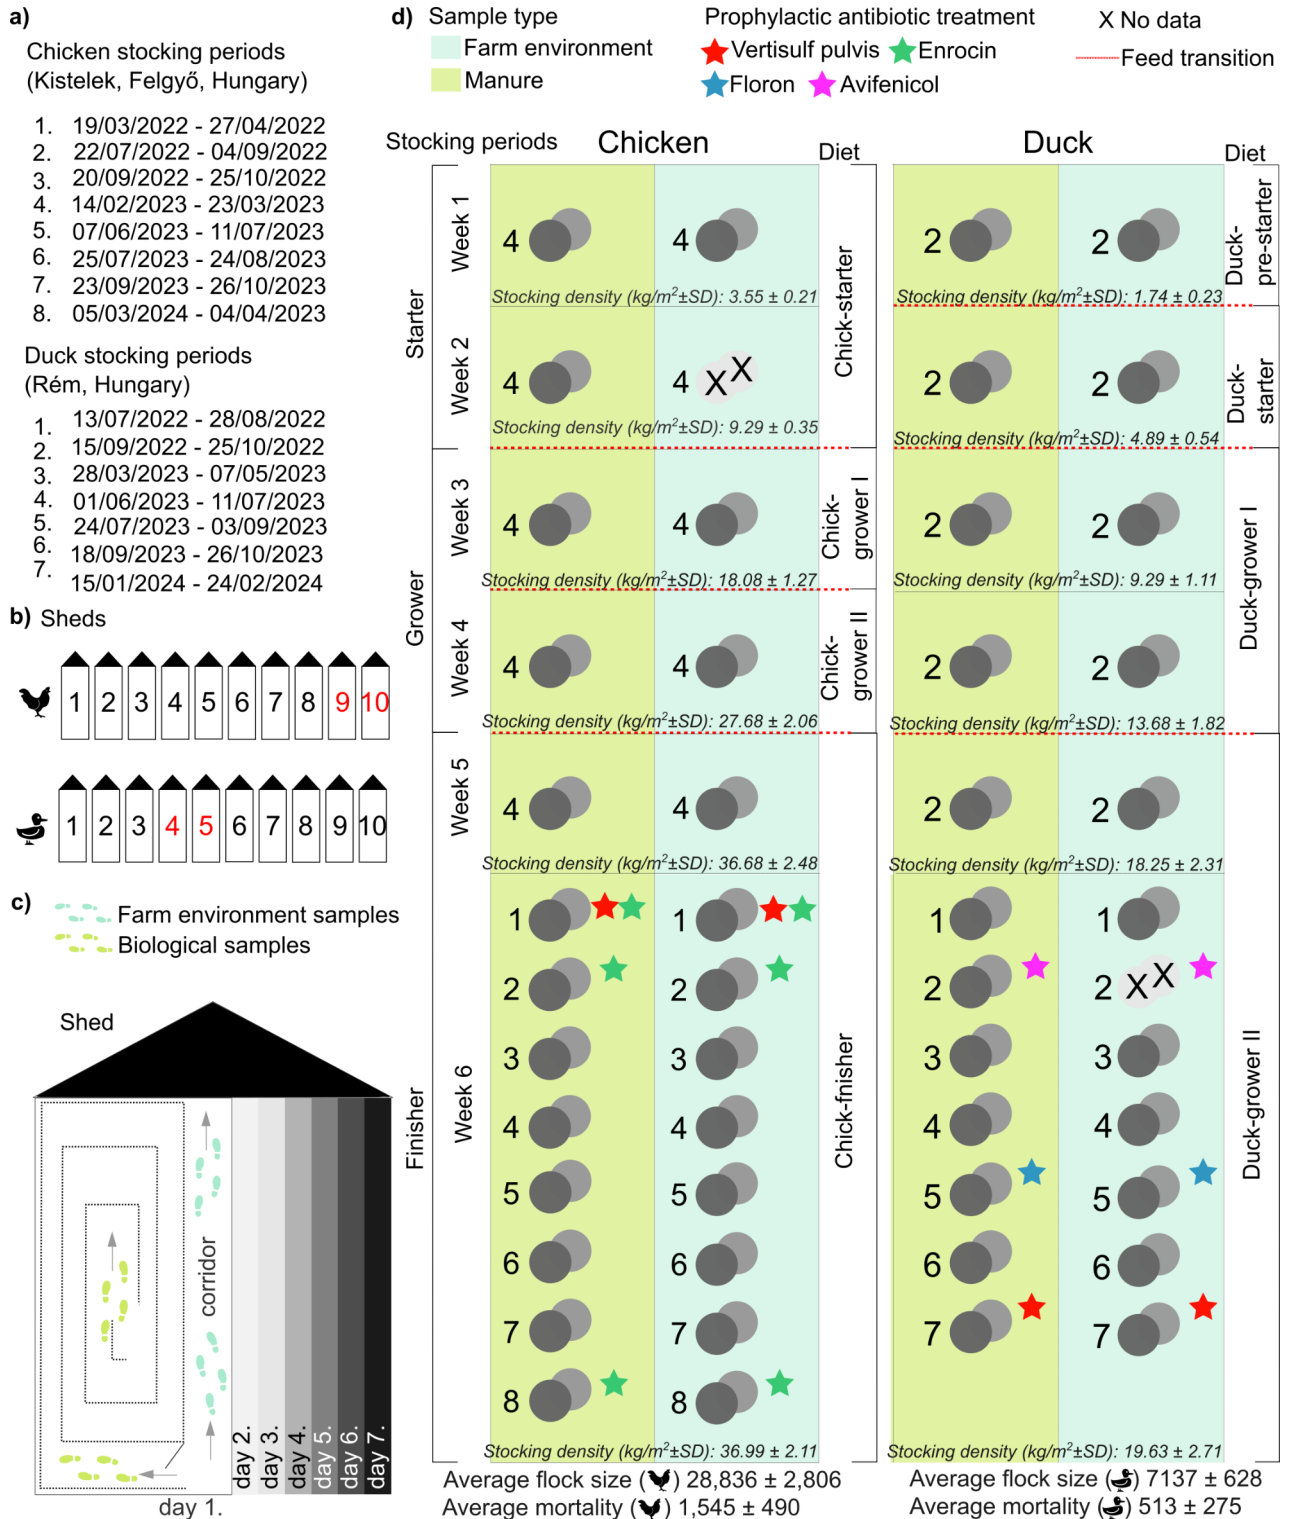 a)
Chicken stocking periods
(Kistelek, Felgyő, Hungary)
1. 19/03/2022 - 27/04/2022
2. 22/07/2022 - 04/09/2022
3. 20/09/2022 - 25/10/2022
4. 14/02/2023 - 23/03/2023
5. 07/06/2023 - 11/07/2023
6. 25/07/2023 - 24/08/2023
7. 23/09/2023 - 26/10/2023
8. 05/03/2024 - 04/04/2023
Duck stocking periods
(Rém, Hungary)
1. 13/07/2022 - 28/08/2022
2. 15/09/2022 - 25/10/2022
3. 28/03/2023 - 07/05/2023
4. 01/06/2023 - 11/07/2023
5. 24/07/2023 - 03/09/2023
6. 18/09/2023 - 26/10/2023
7. 15/01/2024 - 24/02/2024
b) Sheds
1 2 3 4 5 6 7 8 9 10
1 2 3 4 5 6 7 8 9 10
c)
Farm environment samples
Biological samples
Shed
corridor
day 1.
day 2.
day 3.
day 4.
day 5.
day 6.
day 7.
d) Sample type
Farm environment
Manure
Prophylactic antibiotic treatment
Vertisulf pulvis Enrocin
Floron Avifenicol
X No data
Feed transition
Stocking periods Chicken Diet Duck Diet
Starter
Week 1
4 4
Stocking density (kg/m²±SD): 3.55 ± 0.21
Chick-starter
2 2
Stocking density (kg/m²±SD): 1.74 ± 0.23
Duck-
pre-starter
Week 2
4 4 X X
Stocking density (kg/m²±SD): 9.29 ± 0.35
2 2
Stocking density (kg/m²±SD): 4.89 ± 0.54
Duck-
starter
Grower
Week 3
4 4
Stocking density (kg/m²±SD): 18.08 ± 1.27
Chick-
grower I
2 2
Stocking density (kg/m²±SD): 9.29 ± 1.11
Duck-grower I
Week 4
4 4
Stocking density (kg/m²±SD): 27.68 ± 2.06
Chick-
grower II
2 2
Stocking density (kg/m²±SD): 13.68 ± 1.82
Finisher
Week 5
4 4
Stocking density (kg/m²±SD): 36.68 ± 2.48
Chick-fnisher
2 2
Stocking density (kg/m²±SD): 18.25 ± 2.31
Duck-grower II
Week 6
1 1 1 1
2 2 2 2 X X
3 3 3 3
4 4 4 4
5 5 5 5
6 6 6 6
7 7 7 7
8 8
Stocking density (kg/m²±SD): 36.99 ± 2.11
Stocking density (kg/m²±SD): 19.63 ± 2.71
Average flock size ( ) 28,836 ± 2,806
Average mortality ( ) 1,545 ± 490
Average flock size ( ) 7137 ± 628
Average mortality ( ) 513 ± 275